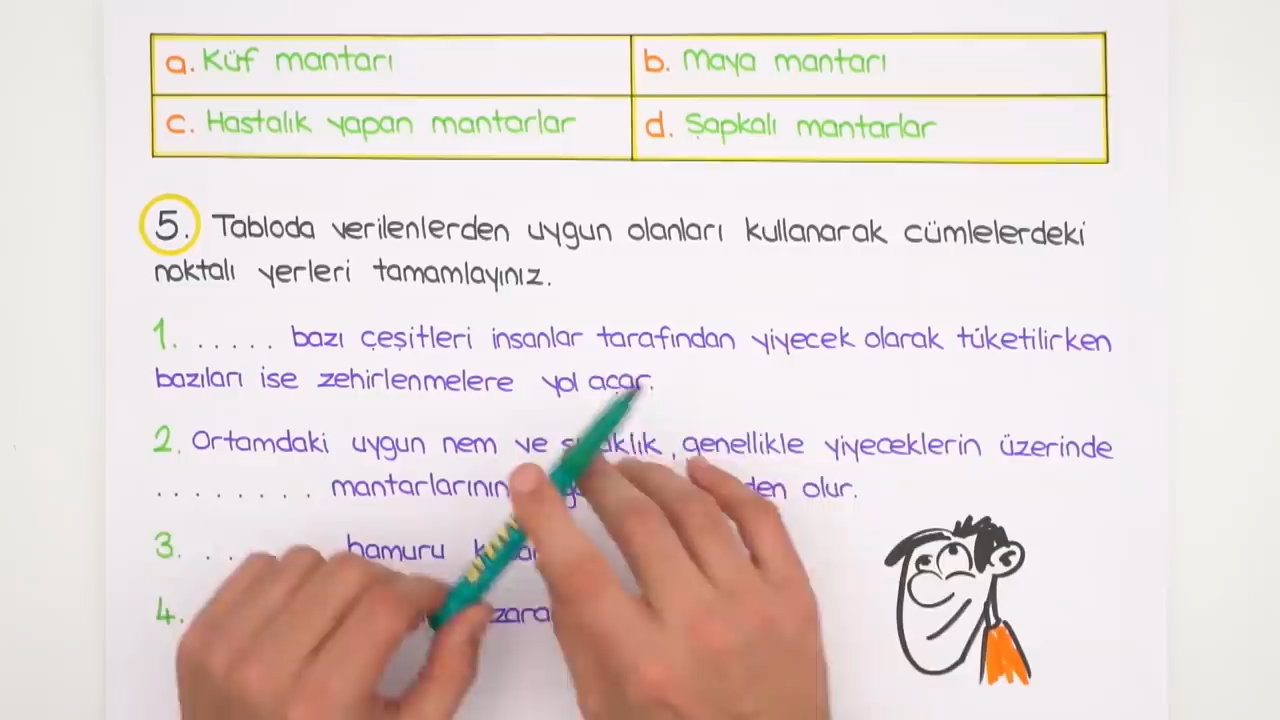 a. Küf mantarı
b. Maya mantarı
c. Hastalık yapan mantarlar
d. Şapkalı mantarlar
5. Tabloda verilenlerden uygun olanları kullanarak cümlelerdeki
noktalı yerleri tamamlayınız.
1. ..... bazı çeşitleri insanlar tarafından yiyecek olarak tüketilirken
bazıları ise zehirlenmelere yol açar.
2. Ortamdaki uygun nem ve sıcaklık, genellikle yiyeceklerin üzerinde
........ mantarlarının olur.
3. hamuru
4.